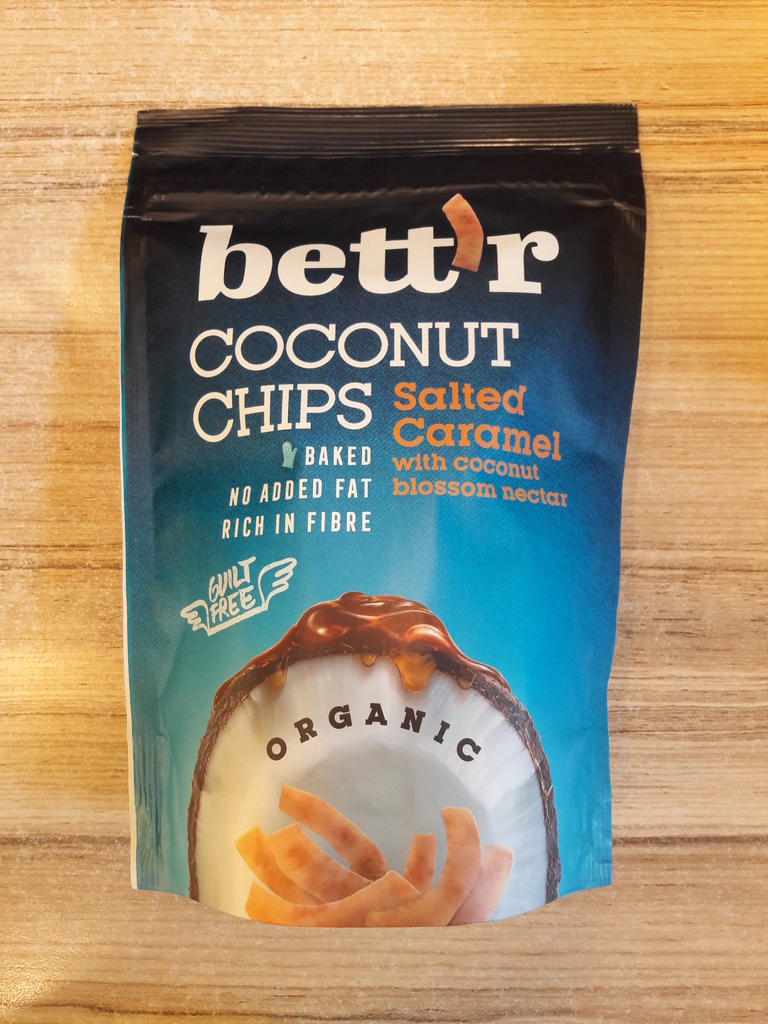 bett'r
COCONUT
CHIPS
Salted
Caramel
with coconut
blossom nectar
BAKED
NO ADDED FAT
RICH IN FIBRE
GUILT
FREE
ORGANIC